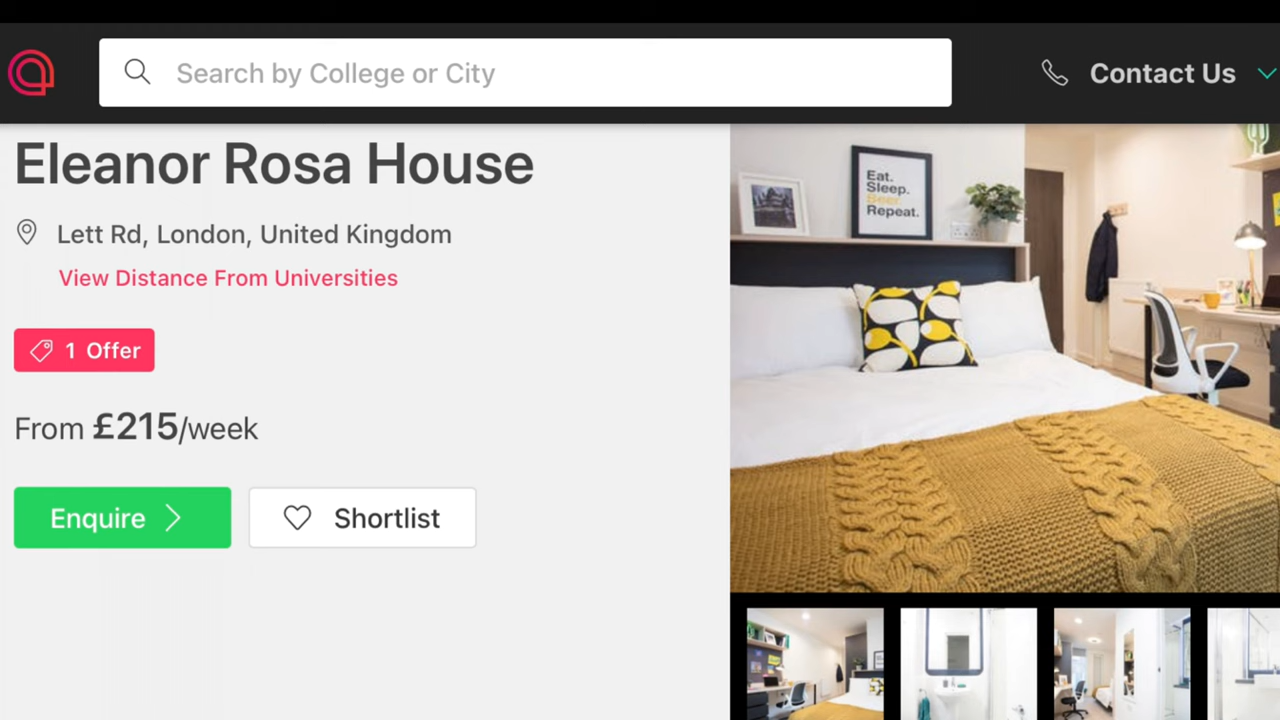 Search by College or City
Contact Us
Eleanor Rosa House
Lett Rd, London, United Kingdom
View Distance From Universities
1 Offer
From £215/week
Enquire
Shortlist
Eat.
Sleep.
Beer.
Repeat.